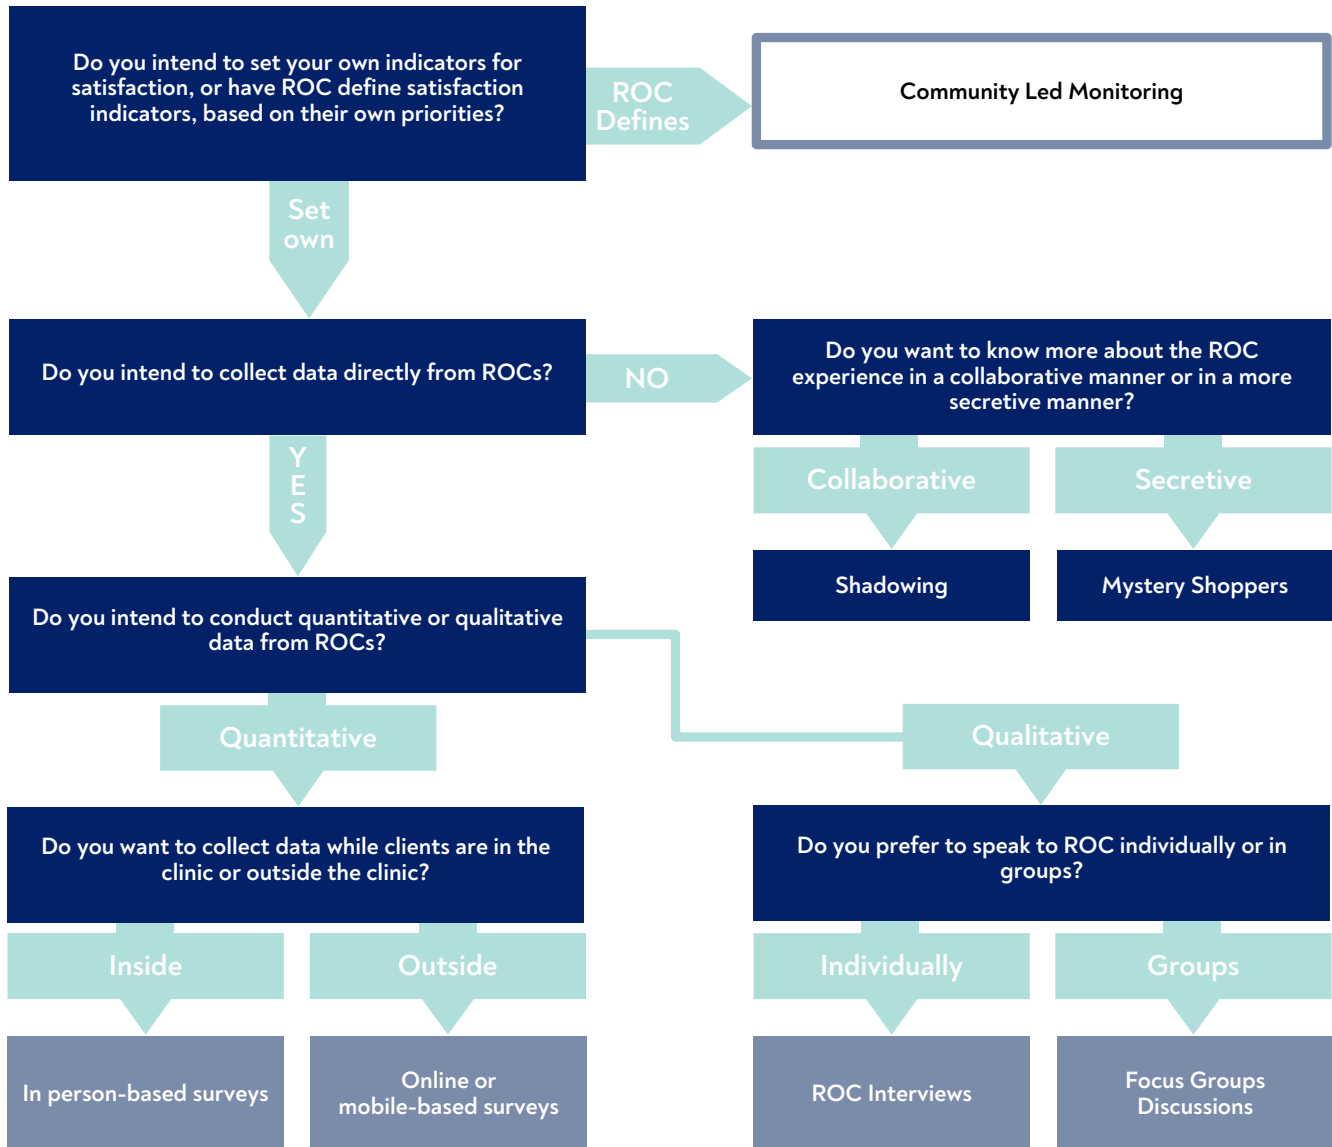 Do you intend to set your own indicators for
satisfaction, or have ROC define satisfaction
indicators, based on their own priorities?
ROC
Defines
Community Led Monitoring
Set
own
Do you intend to collect data directly from ROCs?
NO
Do you want to know more about the ROC
experience in a collaborative manner or in a more
secretive manner?
Y
E
S
Collaborative
Secretive
Shadowing
Mystery Shoppers
Do you intend to conduct quantitative or qualitative
data from ROCs?
Quantitative
Qualitative
Do you want to collect data while clients are in the
clinic or outside the clinic?
Do you prefer to speak to ROC individually or in
groups?
Inside
Outside
Individually
Groups
In person-based surveys
Online or
mobile-based surveys
ROC Interviews
Focus Groups
Discussions